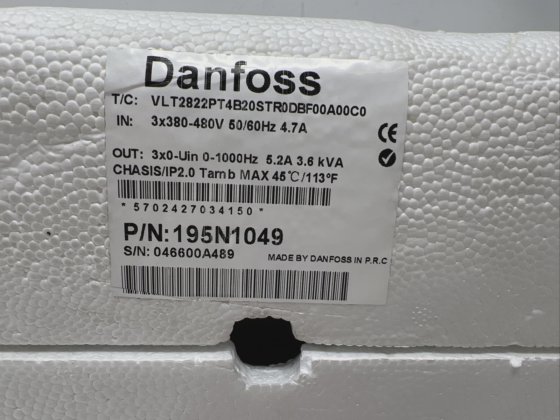 Danfoss
T/C: VLT2822PT4B20STR0DBF00A00C0
IN: 3x380-480V 50/60Hz 4.7A
CE
OUT: 3x0-Uin 0-1000Hz 5.2A 3.6 kVA
CHASIS/IP2.0 Tamb MAX 45℃/113°F
*5702427034150*
P/N:195N1049
S/N: 046600A489
MADE BY DANFOSS IN P.R.C